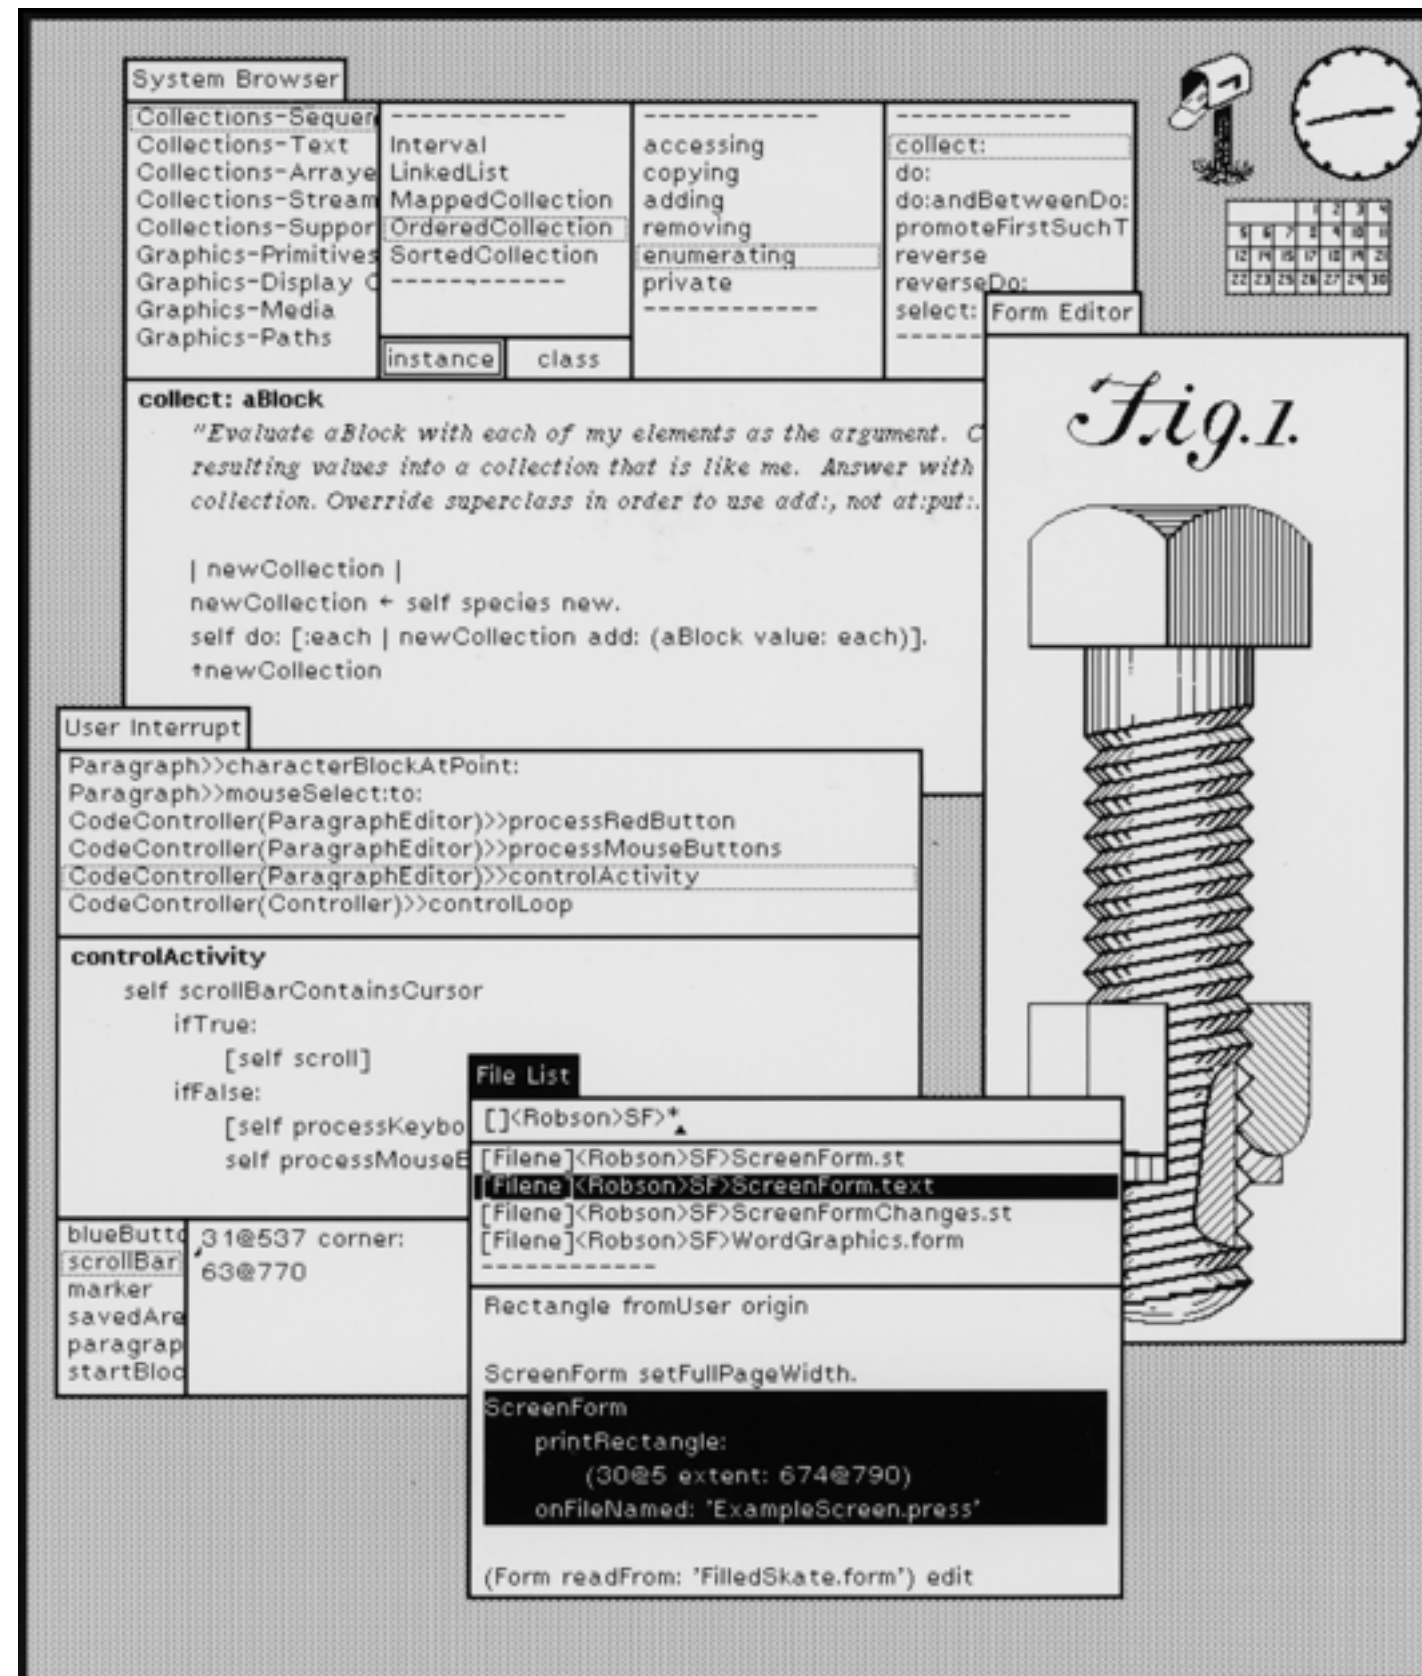 System Browser
Collections-Sequen
Collections-Text
Collections-Arraye
Collections-Stream
Collections-Suppor
Graphics-Primitives
Graphics-Display
Graphics-Media
Graphics-Paths
------------
Interval
LinkedList
MappedCollection
OrderedCollection
SortedCollection
------------
instance
class
------------
accessing
copying
adding
removing
enumerating
private
------------
------------
collect:
do:
do:andBetweenDo:
promoteFirstSuchT
reverse
reverseDo:
select:
------
collect: aBlock
"Evaluate aBlock with each of my elements as the argument. C
resulting values into a collection that is like me. Answer with
collection. Override superclass in order to use add:, not at:put:.
| newCollection |
newCollection ← self species new.
self do: [:each | newCollection add: (aBlock value: each)].
↑newCollection
1 2 3 4
5 6 7 8 9 10 11
22 23 25 26 27 29 30
Form Editor
Fig.1.
User Interrupt
Paragraph>>characterBlockAtPoint:
Paragraph>>mouseSelect:to:
CodeController(ParagraphEditor)>>processRedButton
CodeController(ParagraphEditor)>>processMouseButtons
CodeController(ParagraphEditor)>>controlActivity
CodeController(Controller)>>controlLoop
controlActivity
self scrollBarContainsCursor
ifTrue:
[self scroll]
ifFalse:
[self processKeybo
self processMouseB
blueButto
scrollBar
marker
savedAre
paragrap
startBloc
31@537 corner:
63@770
File List
[]<Robson>SF>*
[Filene]<Robson>SF>ScreenForm.st
[Filene]<Robson>SF>ScreenForm.text
[Filene]<Robson>SF>ScreenFormChanges.st
[Filene]<Robson>SF>WordGraphics.form
------------
Rectangle fromUser origin
ScreenForm setFullPageWidth.
ScreenForm
printRectangle:
(30@5 extent: 674@790)
onFileNamed: 'ExampleScreen.press'
(Form readFrom: 'FilledSkate.form') edit